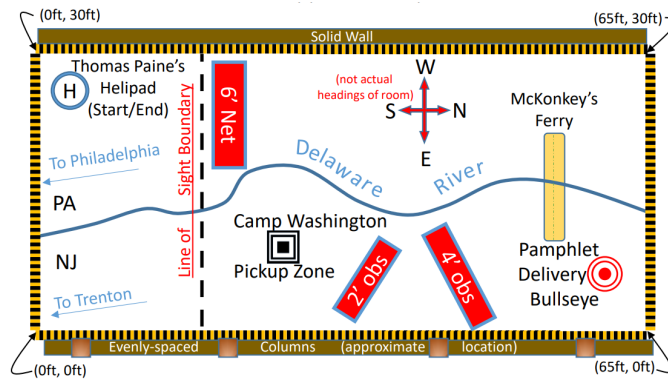 (0ft, 30ft)
(65ft, 30ft)
Solid Wall
Thomas Paine's
Helipad
(Start/End)
H
6' Net
(not actual
headings of room)
W
S
N
E
McKonkey's
Ferry
To Philadelphia
Line of Sight Boundary
Delaware River
PA
NJ
Camp Washington
Pickup Zone
2' obs
4' obs
Pamphlet
Delivery
Bullseye
To Trenton
Evenly-spaced Columns (approximate location)
(0ft, 0ft)
(65ft, 0ft)